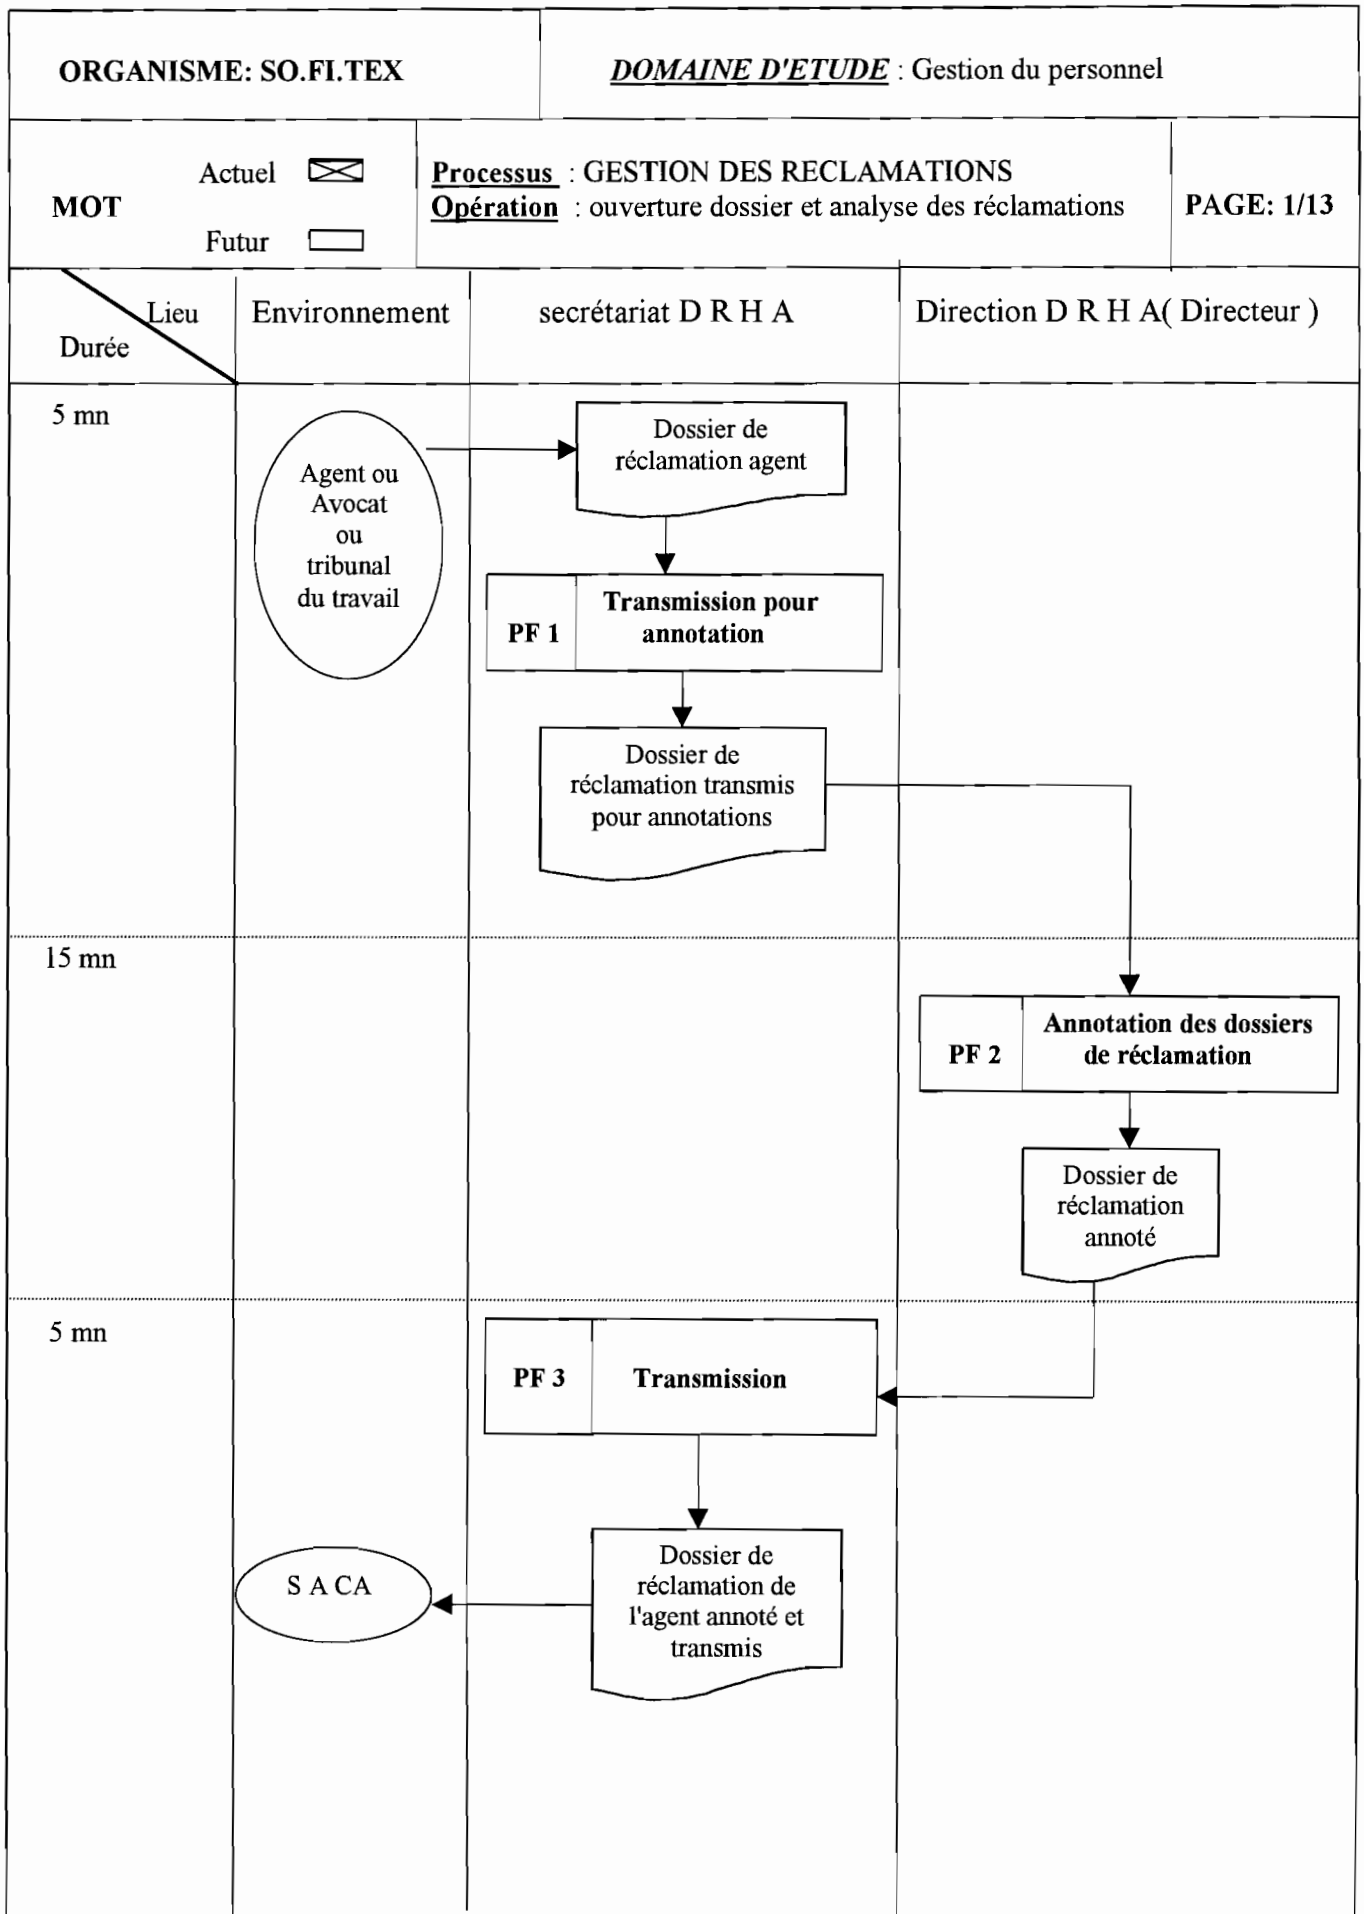 ORGANISME: SO.FI.TEX
DOMAINE D'ETUDE : Gestion du personnel
MOT
Actuel
Futur
Processus : GESTION DES RECLAMATIONS
Opération : ouverture dossier et analyse des réclamations
PAGE: 1/13
Lieu
Durée
Environnement
secrétariat D R H A
Direction D R H A( Directeur )
5 mn
Agent ou
Avocat
ou
tribunal
du travail
Dossier de
réclamation agent
PF 1
Transmission pour
annotation
Dossier de
réclamation transmis
pour annotations
15 mn
PF 2
Annotation des dossiers
de réclamation
Dossier de
réclamation
annoté
5 mn
PF 3
Transmission
S A CA
Dossier de
réclamation de
l'agent annoté et
transmis